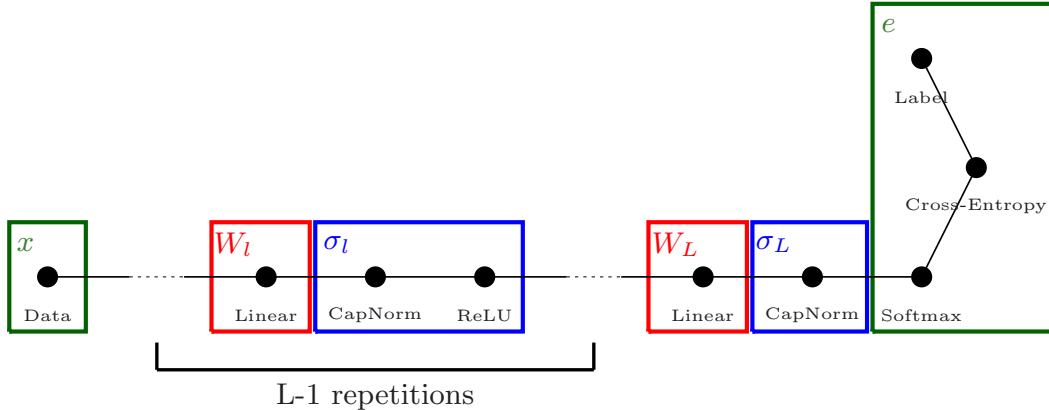 e
Label
Cross-Entropy
x
W_l
σ_l
W_L
σ_L
Data
Linear
CapNorm
ReLU
Linear
CapNorm
Softmax
L-1 repetitions